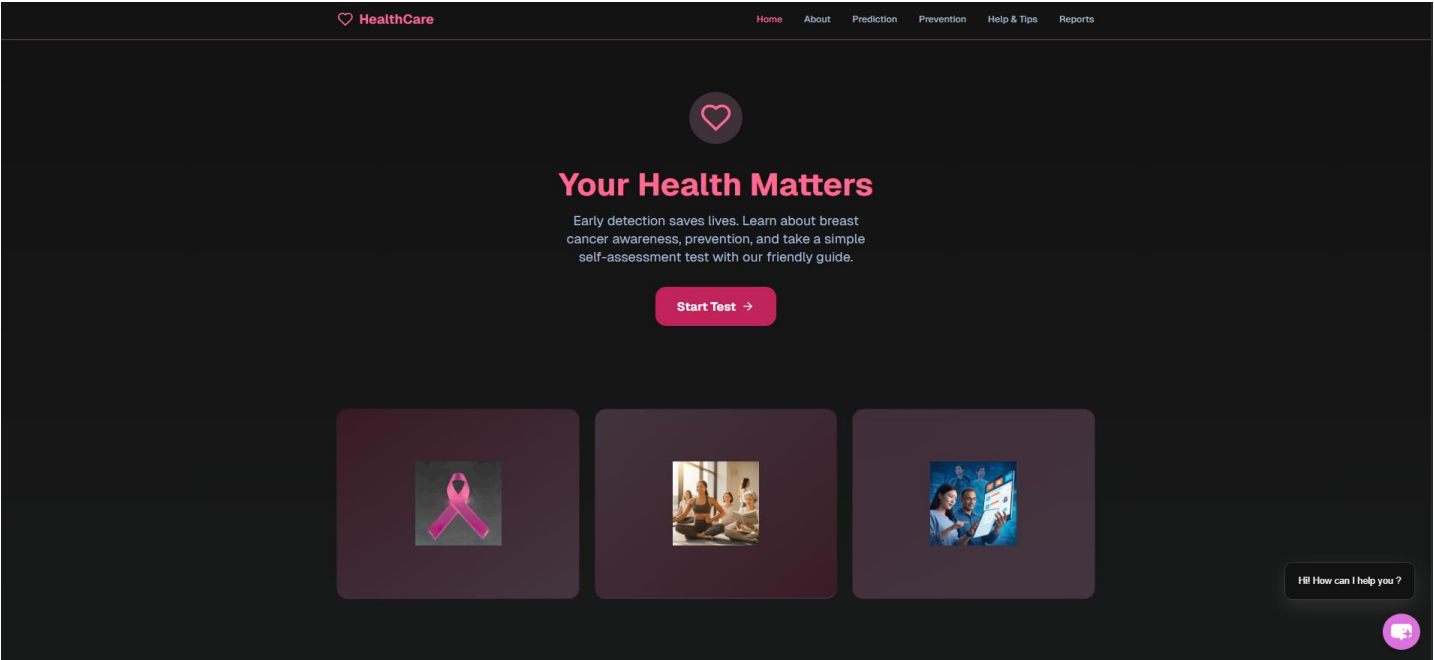 HealthCare
Home About Prediction Prevention Help & Tips Reports
Your Health Matters
Early detection saves lives. Learn about breast
cancer awareness, prevention, and take a simple
self-assessment test with our friendly guide.
Start Test →
Hi! How can I help you ?